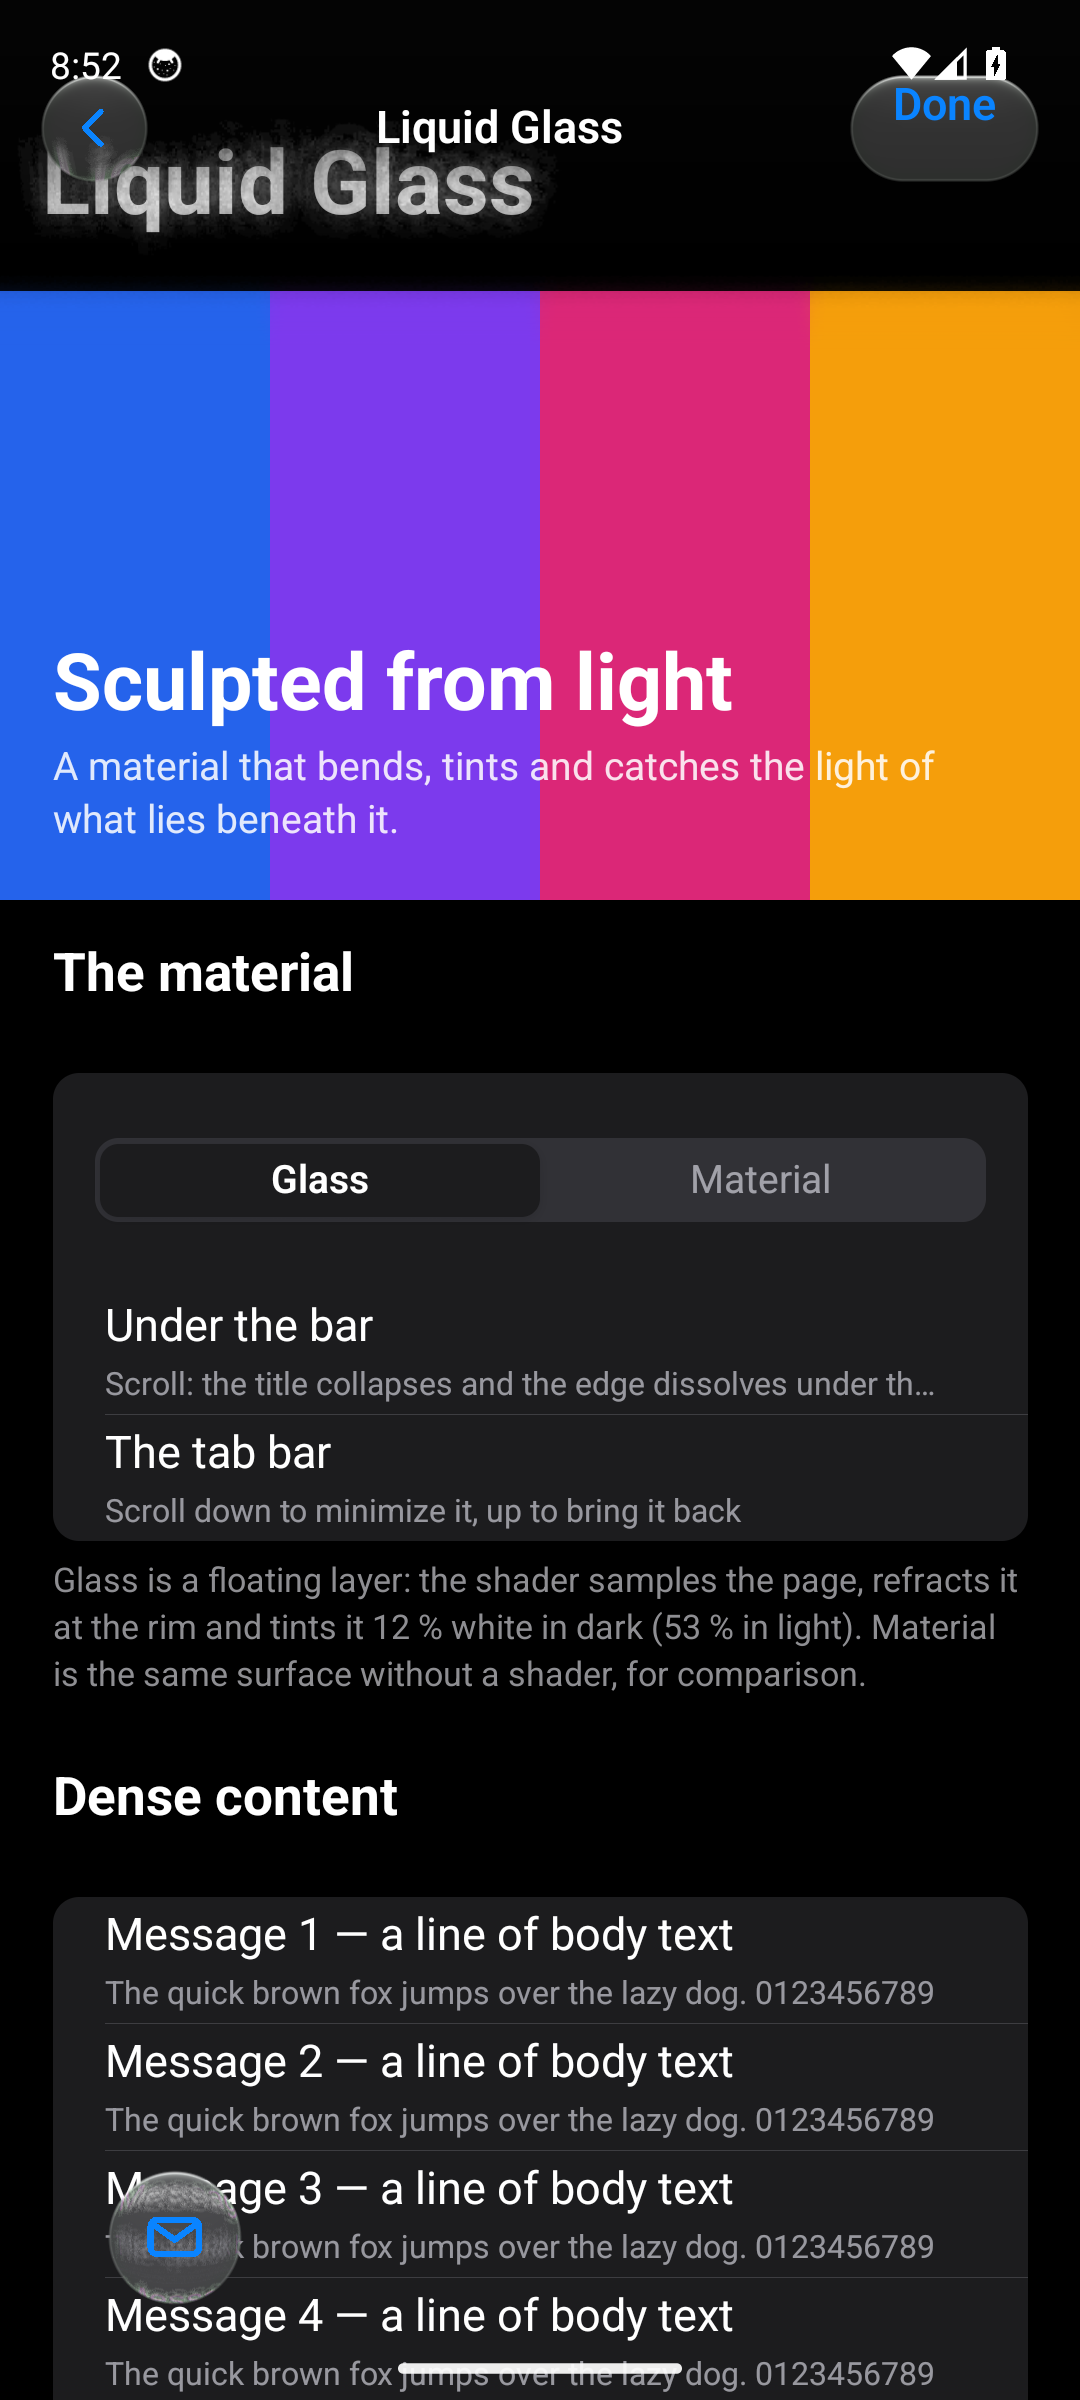 8:52
Liquid Glass
Done
Liquid Glass
Sculpted from light
A material that bends, tints and catches the light of
what lies beneath it.
The material
Glass
Material
Under the bar
Scroll: the title collapses and the edge dissolves under th...
The tab bar
Scroll down to minimize it, up to bring it back
Glass is a floating layer: the shader samples the page, refracts it
at the rim and tints it 12 % white in dark (53 % in light). Material
is the same surface without a shader, for comparison.
Dense content
Message 1 — a line of body text
The quick brown fox jumps over the lazy dog. 0123456789
Message 2 — a line of body text
The quick brown fox jumps over the lazy dog. 0123456789
3 — a line of body text
brown fox jumps over the lazy dog. 0123456789
Message 4 — a line of body text
The quick brown fox jumps over the lazy dog. 0123456789